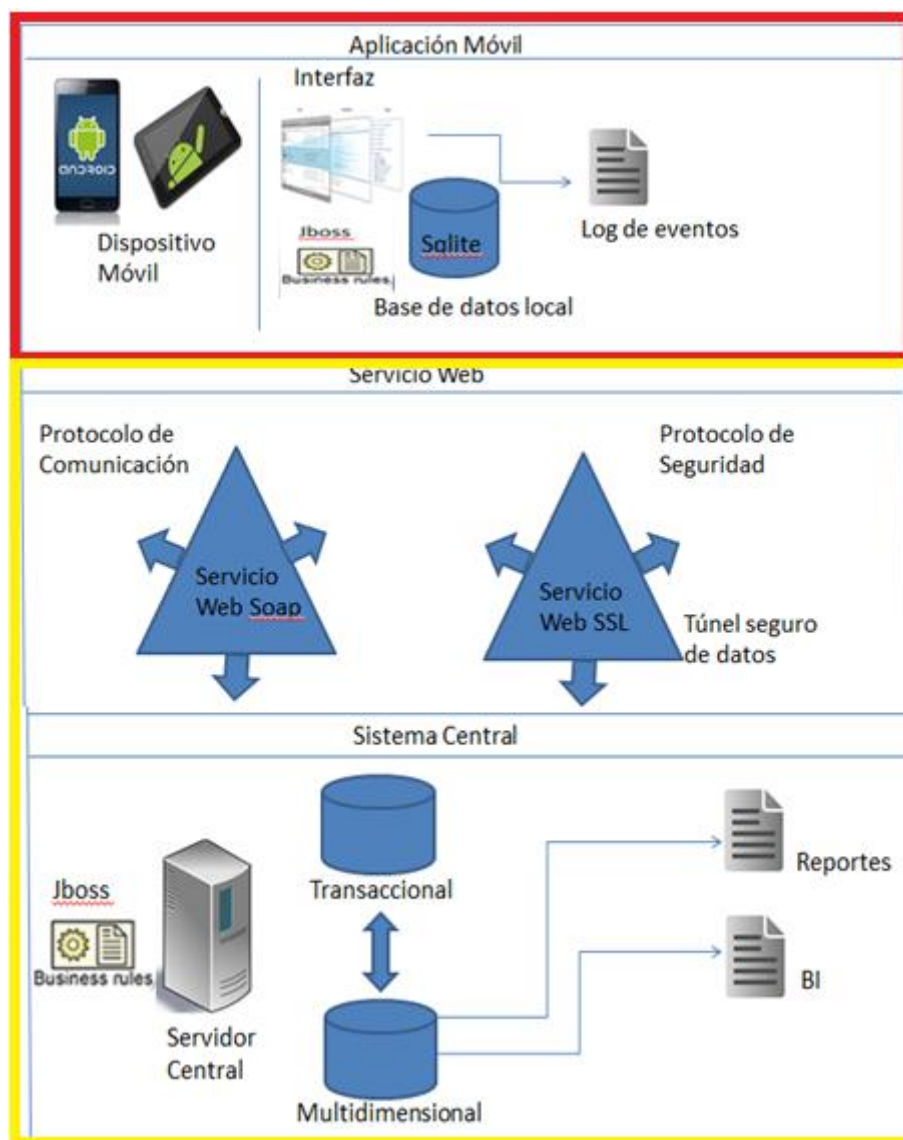 Aplicación Móvil
Interfaz
ANDROID
Jboss
Business rules
Sqlite
Log de eventos
Dispositivo
Móvil
Base de datos local
Servicio Web
Protocolo de
Comunicación
Protocolo de
Seguridad
Servicio
Web Soap
Servicio
Web SSL
Túnel seguro
de datos
Sistema Central
Transaccional
Reportes
Jboss
Business rules
BI
Servidor
Central
Multidimensional